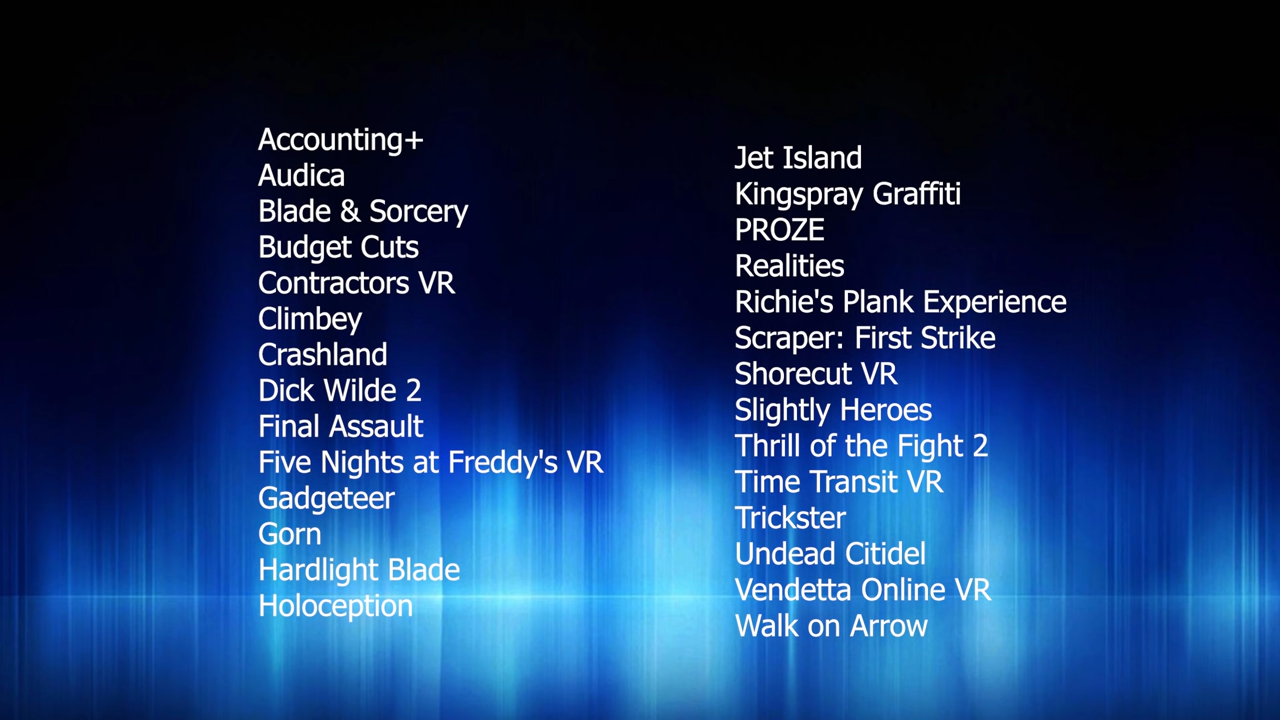 Accounting+
Audica
Blade & Sorcery
Budget Cuts
Contractors VR
Climbey
Crashland
Dick Wilde 2
Final Assault
Five Nights at Freddy's VR
Gadgeteer
Gorn
Hardlight Blade
Holoception
Jet Island
Kingspray Graffiti
PROZE
Realities
Richie's Plank Experience
Scraper: First Strike
Shorecut VR
Slightly Heroes
Thrill of the Fight 2
Time Transit VR
Trickster
Undead Citidel
Vendetta Online VR
Walk on Arrow